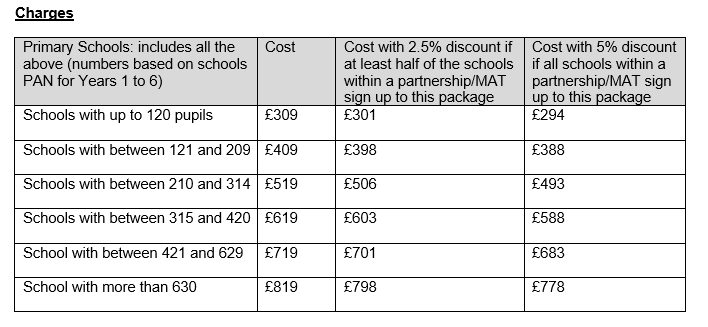 Charges
Primary Schools: includes all the
above (numbers based on schools
PAN for Years 1 to 6)
Cost
Cost with 2.5% discount if
at least half of the schools
within a partnership/MAT
sign up to this package
Cost with 5% discount
if all schools within a
partnership/MAT sign
up to this package
Schools with up to 120 pupils £309 £301 £294
Schools with between 121 and 209 £409 £398 £388
Schools with between 210 and 314 £519 £506 £493
Schools with between 315 and 420 £619 £603 £588
School with between 421 and 629 £719 £701 £683
School with more than 630 £819 £798 £778